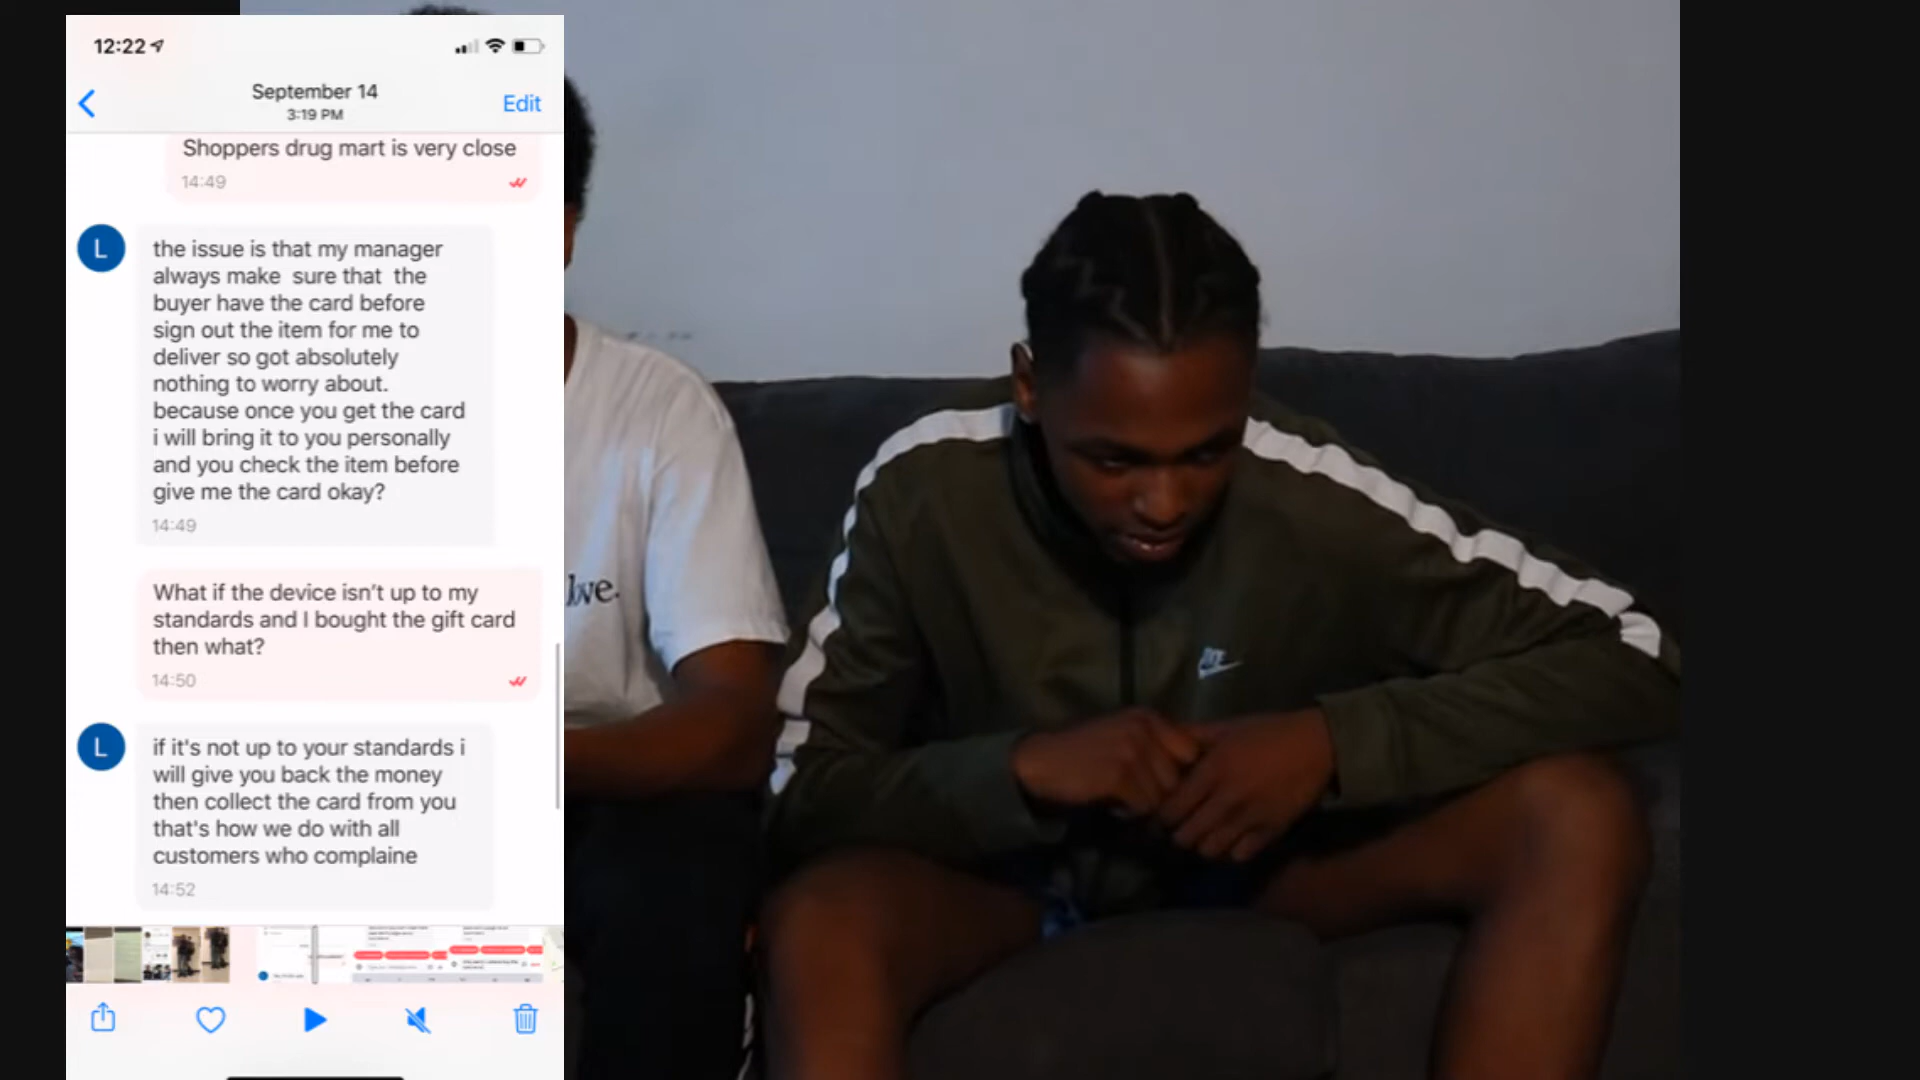 12:22
September 14
3:19 PM
Edit
Shoppers drug mart is very close
14:49
L
the issue is that my manager
always make  sure that  the
buyer have the card before
sign out the item for me to
deliver so got absolutely
nothing to worry about.
because once you get the card
i will bring it to you personally
and you check the item before
give me the card okay?
14:49
What if the device isn't up to my
standards and I bought the gift card
then what?
14:50
L
if it's not up to your standards i
will give you back the money
then collect the card from you
that's how we do with all
customers who complaine
14:52
love.